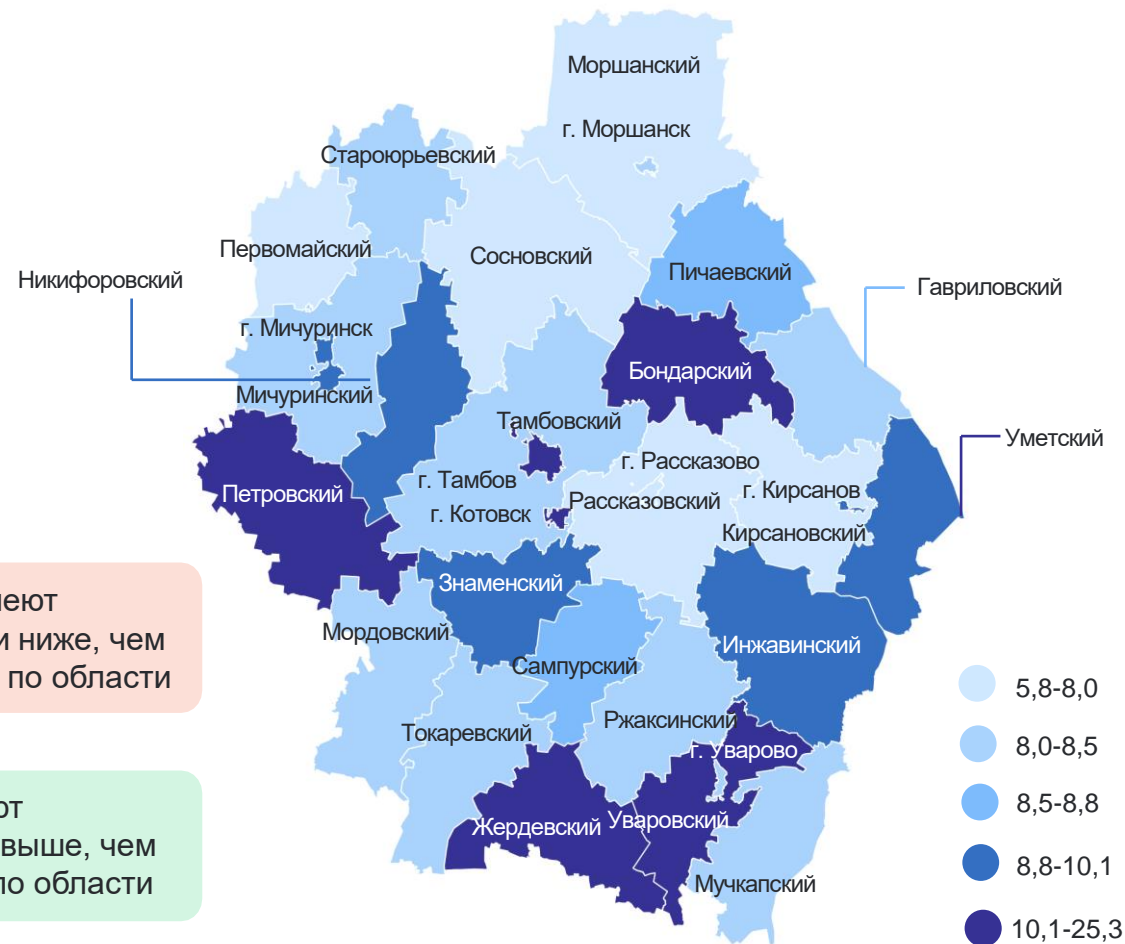 Моршанский
г. Моршанск
Староюрьевский
Первомайский
Сосновский
Никифоровский
Пичаевский
Гавриловский
г. Мичуринск
Бондарский
Мичуринский
Тамбовский
Уметский
г. Рассказово
г. Тамбов
г. Кирсанов
Петровский
Рассказовский
г. Котовск
Кирсановский
Знаменский
Мордовский
Инжавинский
Сампурский
и ниже, чем
по области
5,8-8,0
Ржаксинский
Токаревский
г. Уварово
8,0-8,5
8,5-8,8
Жердевский
Уваровский
выше, чем
по области
8,8-10,1
Мучкапский
10,1-25,3